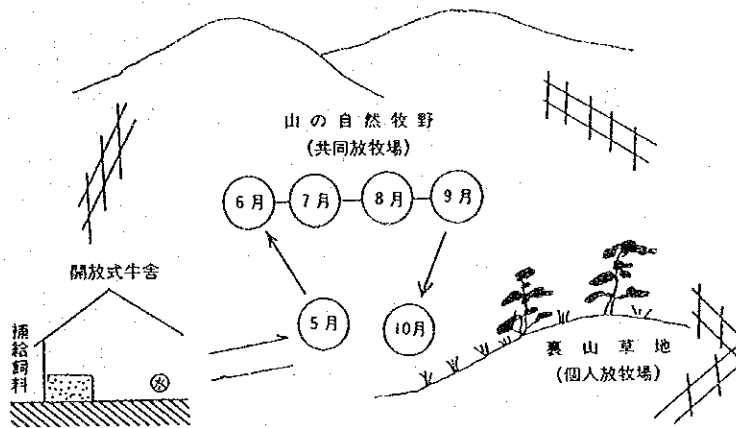 山の自然牧野
(共同放牧場)
6月
7月
8月
9月
開放式牛舎
5月
10月
補給飼料
水
裏山草地
(個人放牧場)